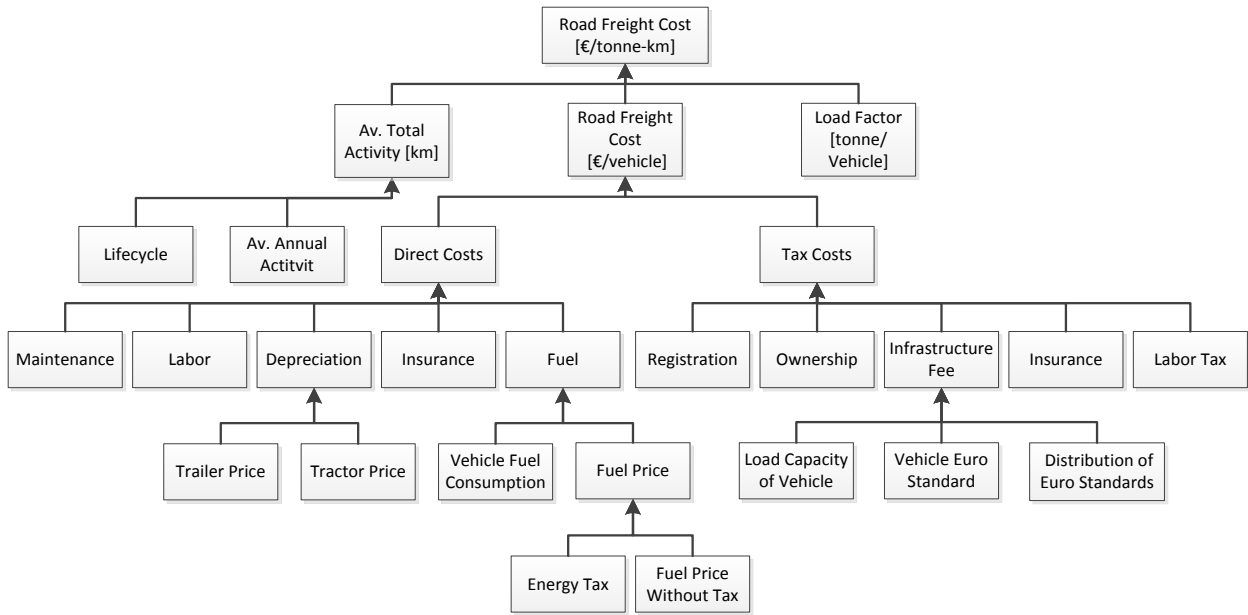 Road Freight Cost
[€/tonne-km]
Av. Total
Activity [km]
Road Freight
Cost
[€/vehicle]
Load Factor
[tonne/
Vehicle]
Lifecycle
Av. Annual
Actitvit
Direct Costs
Tax Costs
Maintenance
Labor
Depreciation
Insurance
Fuel
Registration
Ownership
Infrastructure
Fee
Insurance
Labor Tax
Trailer Price
Tractor Price
Vehicle Fuel
Consumption
Fuel Price
Load Capacity
of Vehicle
Vehicle Euro
Standard
Distribution of
Euro Standards
Energy Tax
Fuel Price
Without Tax